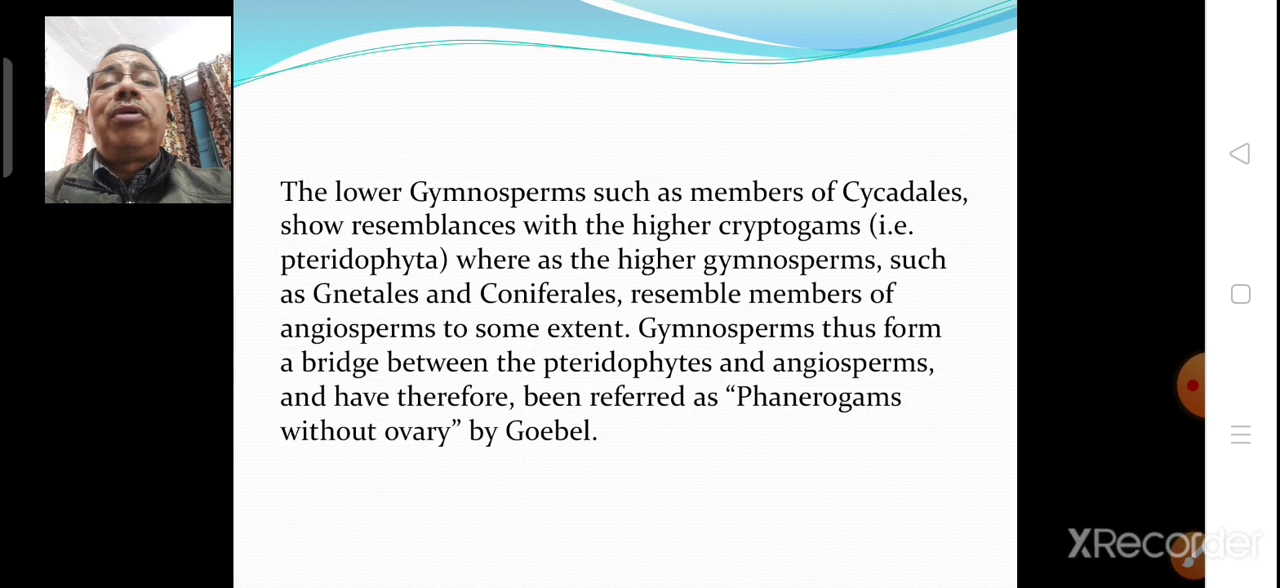 The lower Gymnosperms such as members of Cycadales,
show resemblances with the higher cryptogams (i.e.
pteridophyta) where as the higher gymnosperms, such
as Gnetales and Coniferales, resemble members of
angiosperms to some extent. Gymnosperms thus form
a bridge between the pteridophytes and angiosperms,
and have therefore, been referred as “Phanerogams
without ovary” by Goebel.
XRecorder